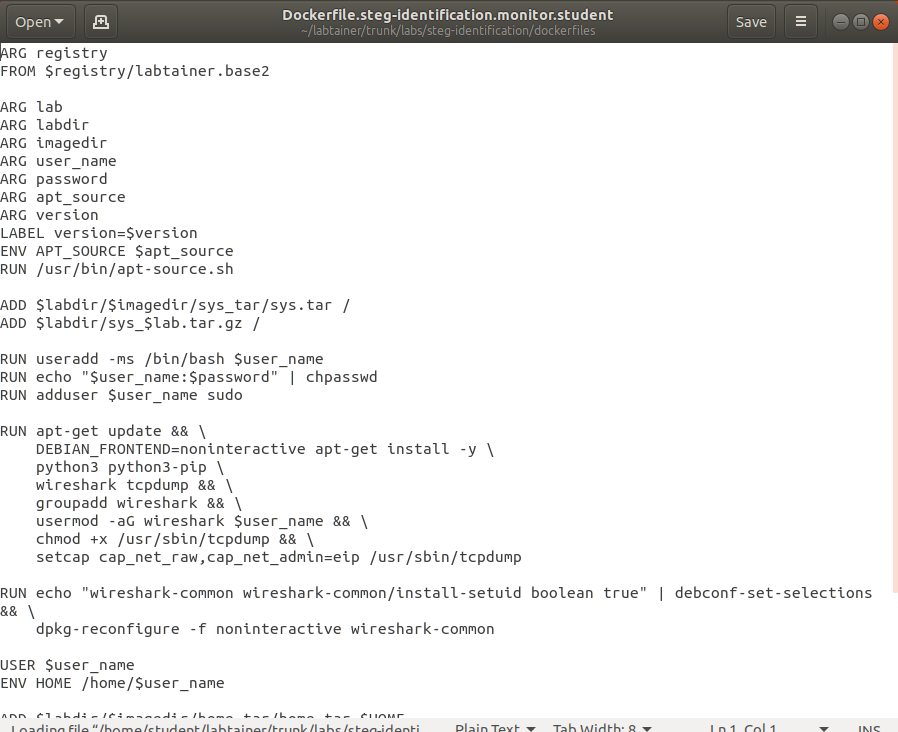 Open
Dockerfile.steg-identification.monitor.student
~/labtainer/trunk/labs/steg-identification/dockerfiles
Save
ARG registry
FROM $registry/labtainer.base2
ARG lab
ARG labdir
ARG imagedir
ARG user_name
ARG password
ARG apt_source
ARG version
LABEL version=$version
ENV APT_SOURCE $apt_source
RUN /usr/bin/apt-source.sh
ADD $labdir/$imagedir/sys_tar/sys.tar /
ADD $labdir/sys_$lab.tar.gz /
RUN useradd -ms /bin/bash $user_name
RUN echo "$user_name:$password" | chpasswd
RUN adduser $user_name sudo
RUN apt-get update && \
    DEBIAN_FRONTEND=noninteractive apt-get install -y \
    python3 python3-pip \
    wireshark tcpdump && \
    groupadd wireshark && \
    usermod -aG wireshark $user_name && \
    chmod +x /usr/sbin/tcpdump && \
    setcap cap_net_raw,cap_net_admin=eip /usr/sbin/tcpdump
RUN echo "wireshark-common wireshark-common/install-setuid boolean true" | debconf-set-selections
&& \
    dpkg-reconfigure -f noninteractive wireshark-common
USER $user_name
ENV HOME /home/$user_name
ADD $labdir/$imagedir/home_tar/home.tar $HOME
Loading file “/home/student/labtainer/trunk/labs/steg-identi… Plain Text Tab Width: 8 Ln 1, Col 1 INS